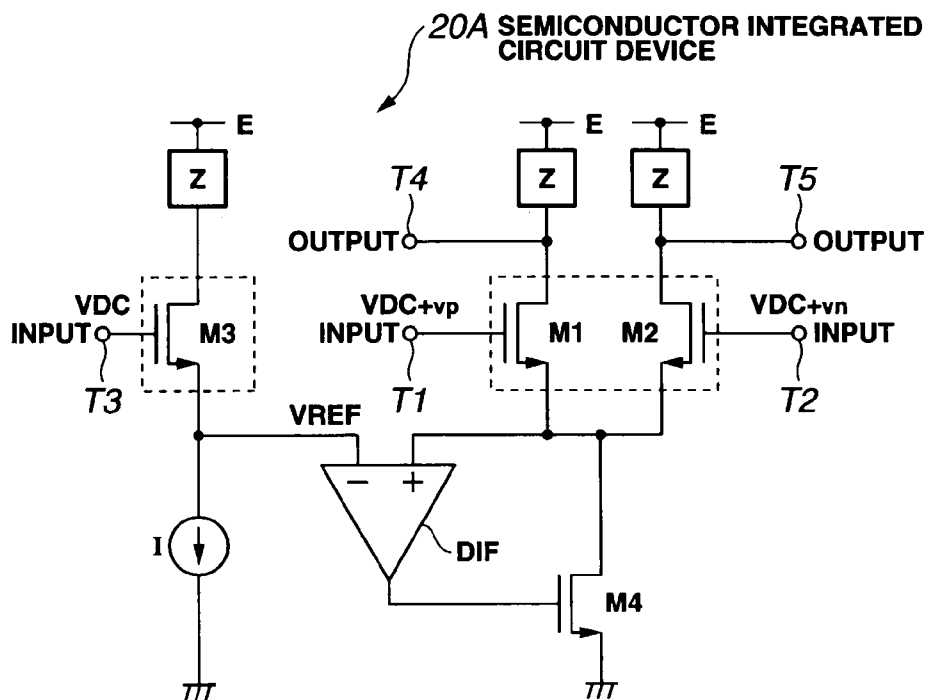 20A SEMICONDUCTOR INTEGRATED
CIRCUIT DEVICE
E
E
E
Z
Z
Z
T4
T5
OUTPUT
OUTPUT
VDC
INPUT
M3
T3
VDC+vp
INPUT
M1
T1
M2
VDC+vn
INPUT
T2
VREF
−
+
DIF
I
M4